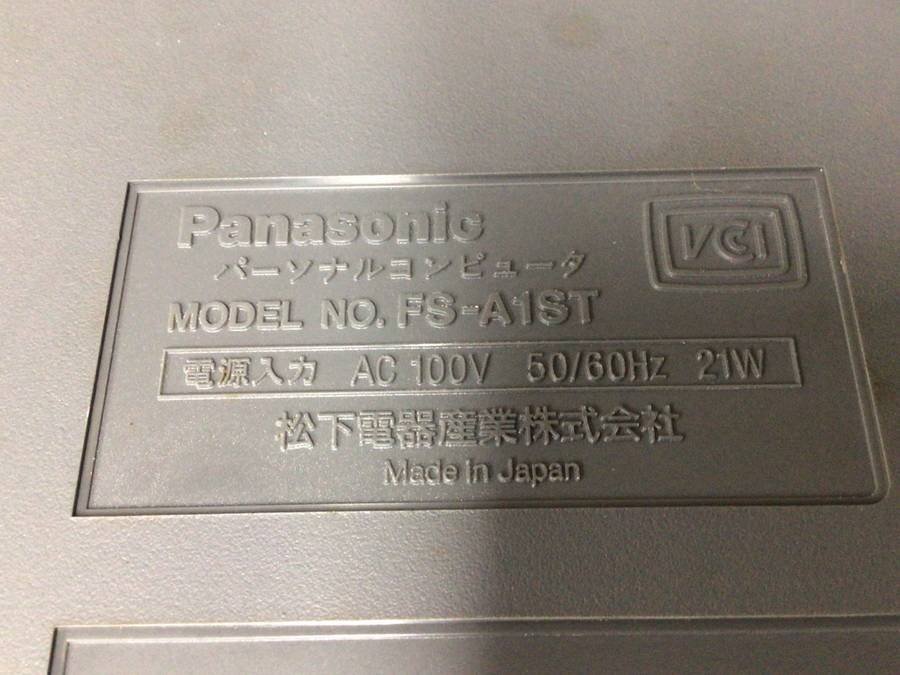 Panasonic
VCCI
パーソナルコンピュータ
MODEL NO. FS-A1ST
電源入力 AC 100V 50/60Hz 21W
松下電器産業株式会社
Made in Japan